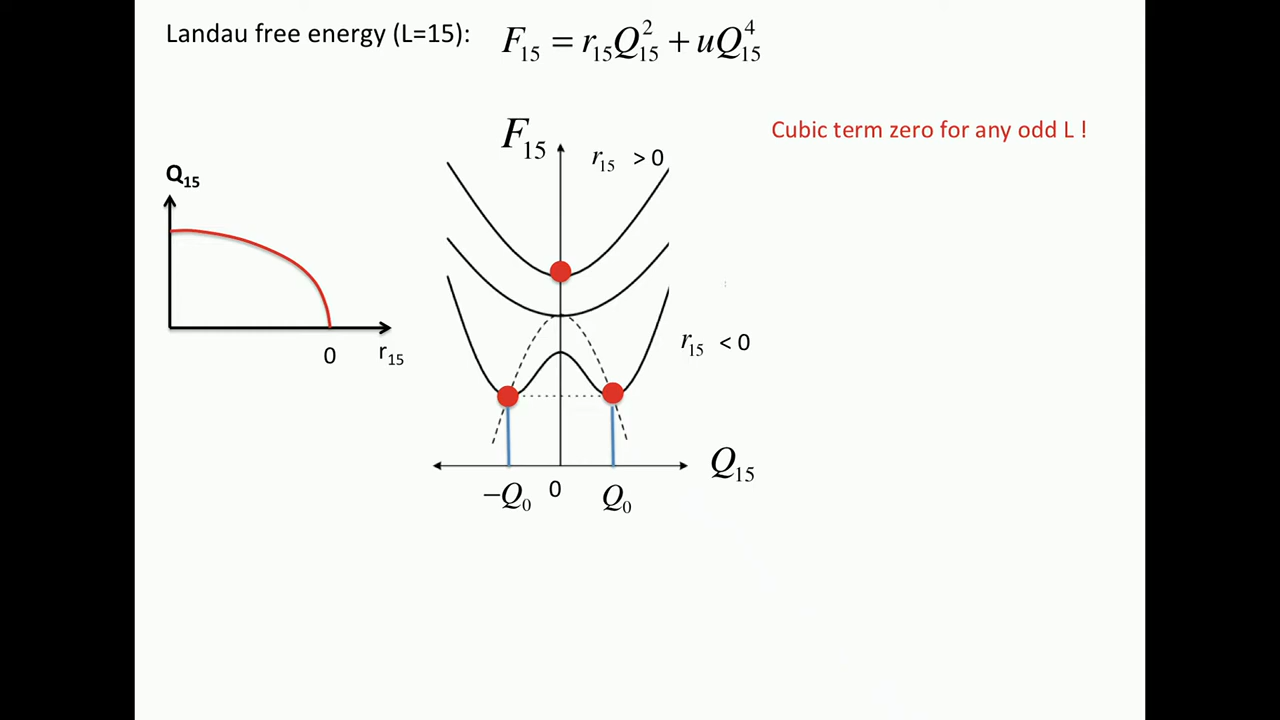 Landau free energy (L=15): F₁₅ = r₁₅Q₁₅² + uQ₁₅⁴
Cubic term zero for any odd L !
F₁₅
r₁₅ > 0
Q₁₅
0
r₁₅
r₁₅ < 0
Q₁₅
−Q₀
0
Q₀